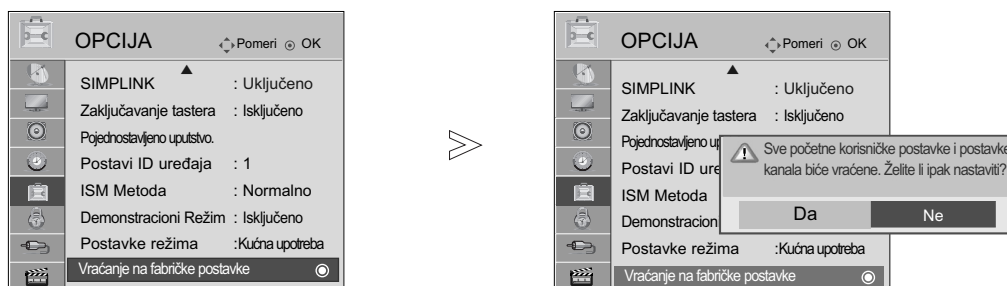 OPCIJA Pomeri OK
SIMPLINK : Uključeno
Zaključavanje tastera : Isključeno
Pojednostavljeno uputstvo.
Postavi ID uređaja : 1
ISM Metoda : Normalno
Demonstracioni Režim : Isključeno
Postavke režima :Kućna upotreba
Vraćanje na fabričke postavke
OPCIJA Pomeri OK
SIMPLINK : Uključeno
Zaključavanje tastera : Isključeno
Pojednostavljeno up
Postavi ID ure
ISM Metoda
Demonstracion
Postavke režima :Kućna upotreba
Vraćanje na fabričke postavke
Sve početne korisničke postavke i postavke
kanala biće vraćene. Želite li ipak nastaviti?
Da Ne